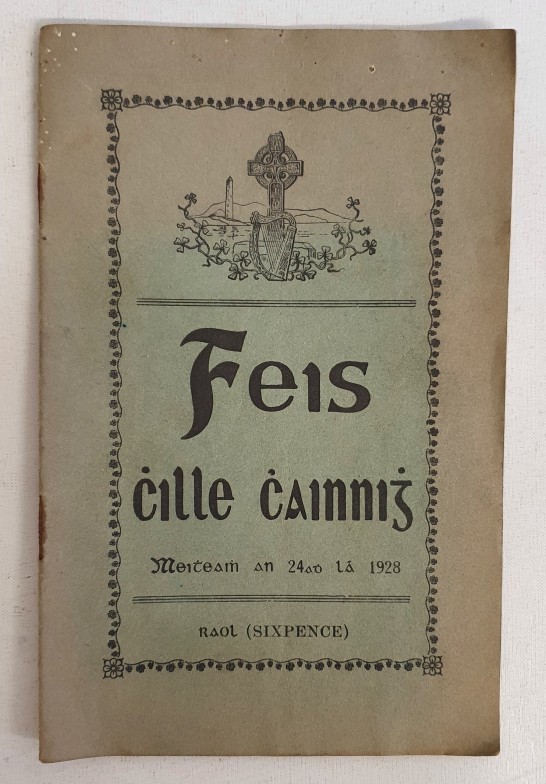 Feis
ċille ċainniġ
Meiṫeaṁ an 24aḋ lá 1928
Raol (SIXPENCE)